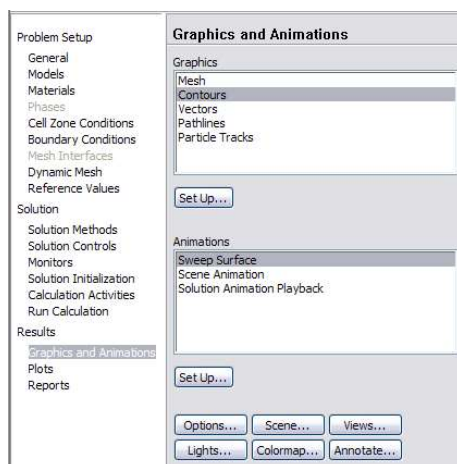 Problem Setup
General
Models
Materials
Phases
Cell Zone Conditions
Boundary Conditions
Mesh Interfaces
Dynamic Mesh
Reference Values
Solution
Solution Methods
Solution Controls
Monitors
Solution Initialization
Calculation Activities
Run Calculation
Results
Graphics and Animations
Plots
Reports
Graphics and Animations
Graphics
Mesh
Contours
Vectors
Pathlines
Particle Tracks
Set Up...
Animations
Sweep Surface
Scene Animation
Solution Animation Playback
Set Up...
Options... Scene... Views...
Lights... Colormap... Annotate...